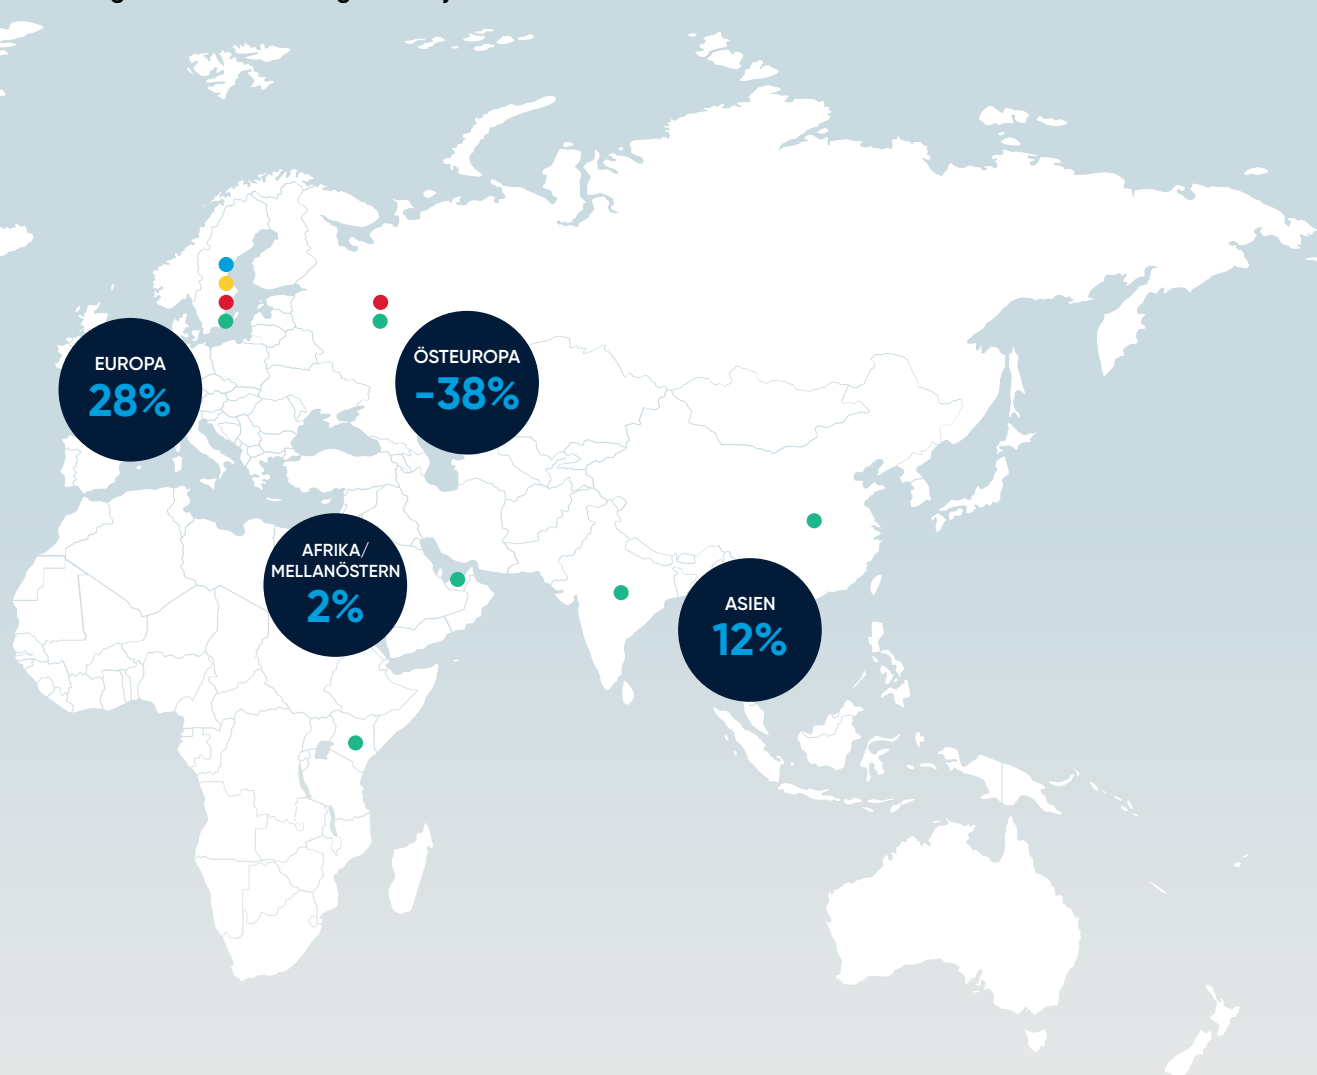 EUROPA
28%
ÖSTEUROPA
-38%
AFRIKA/
MELLANÖSTERN
2%
ASIEN
12%